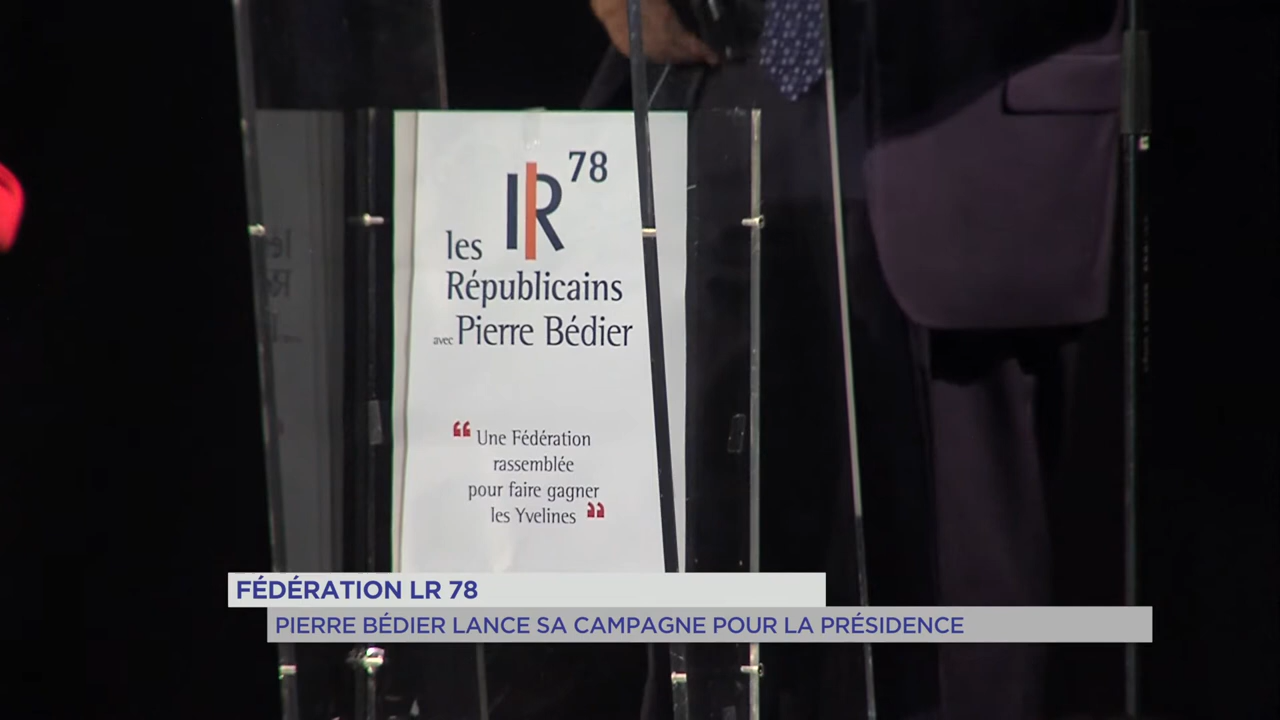 LR 78
les
Républicains
avec Pierre Bédier
“ Une Fédération
rassemblée
pour faire gagner
les Yvelines ”
FÉDÉRATION LR 78
PIERRE BÉDIER LANCE SA CAMPAGNE POUR LA PRÉSIDENCE